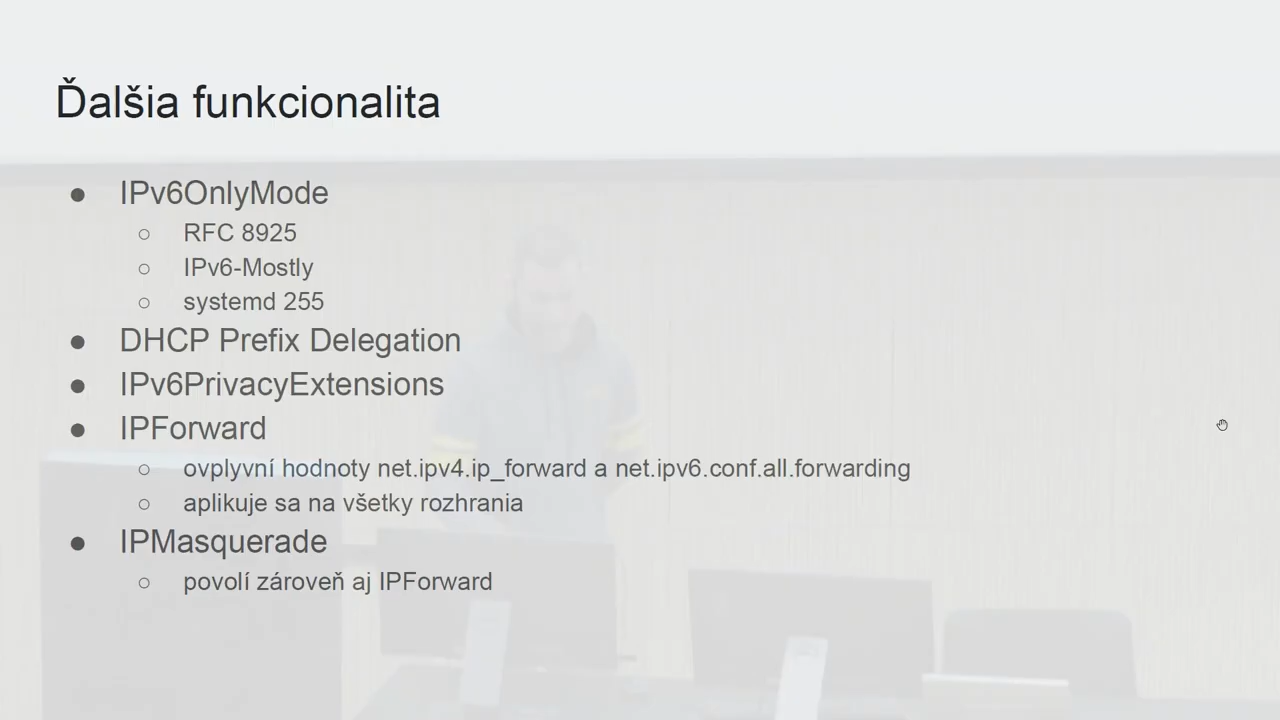 Ďalšia funkcionalita
IPv6OnlyMode
RFC 8925
IPv6-Mostly
systemd 255
DHCP Prefix Delegation
IPv6PrivacyExtensions
IPForward
ovplyvní hodnoty net.ipv4.ip_forward a net.ipv6.conf.all.forwarding
aplikuje sa na všetky rozhrania
IPMasquerade
povolí zároveň aj IPForward